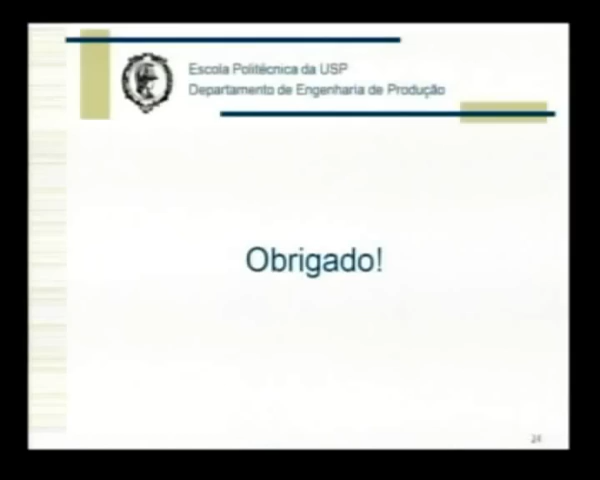 Escola Politécnica da USP
Departamento de Engenharia de Produção
Obrigado!
24